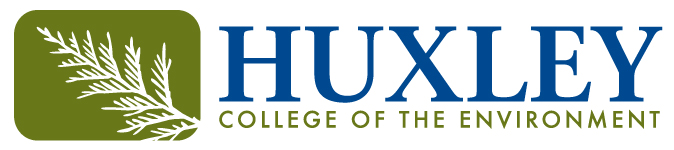 HUXLEY
COLLEGE OF THE ENVIRONMENT